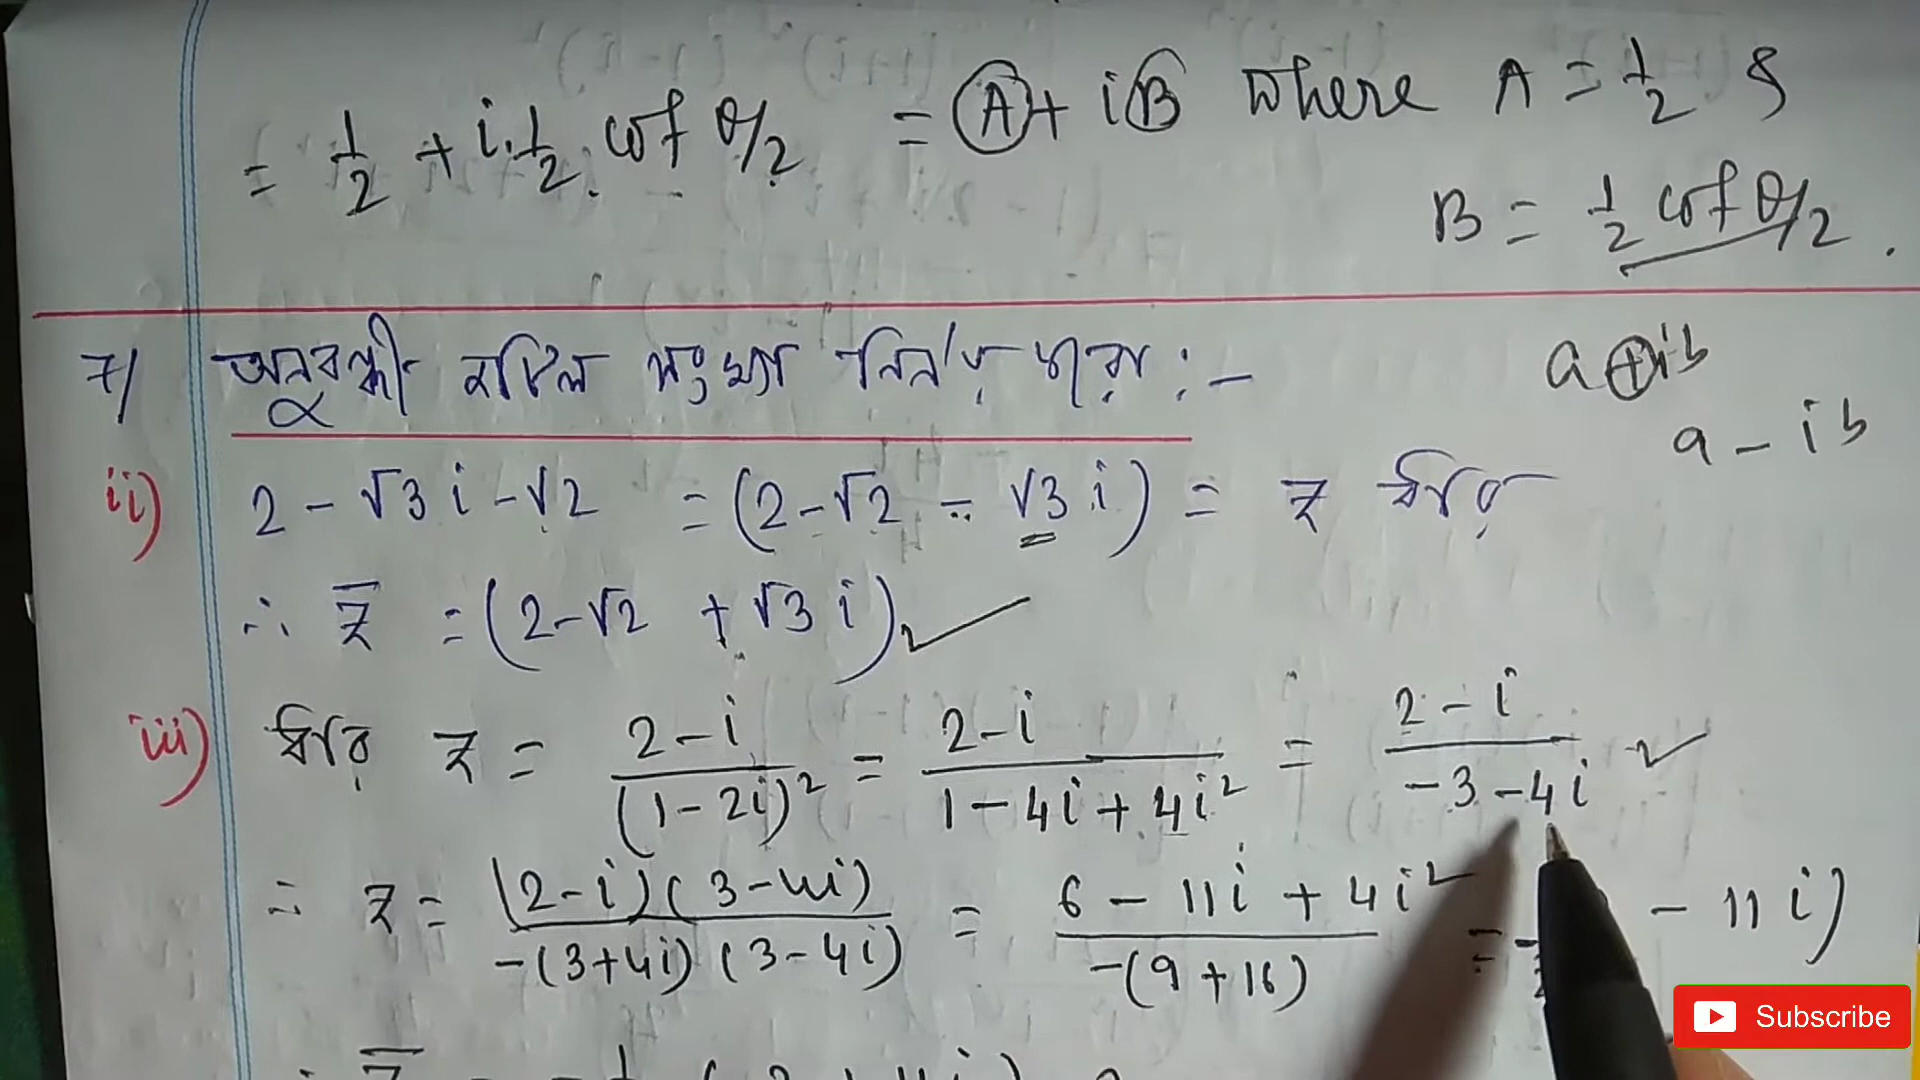 = 1/2 + i.1/2. cot θ/2 = A + iB where A = 1/2 &
B = 1/2 cot θ/2.
7/ অনুবন্ধী জটিল সংখ্যা নির্ণয় করো :-
a + ib
a - ib
ii) 2 - √3 i - √2 = (2 - √2 - √3 i) = z ধরি
∴ z̄ = (2 - √2 + √3 i) ✓
iii) ধরি z = (2 - i)/(1 - 2i)² = (2 - i)/(1 - 4i + 4i²) = (2 - i)/(-3 - 4i) ✓
∴ z = (2-i)(3-4i)/-(3+4i)(3-4i) = (6 - 11i + 4i²)/-(9 + 16) = - - 11i)
Subscribe